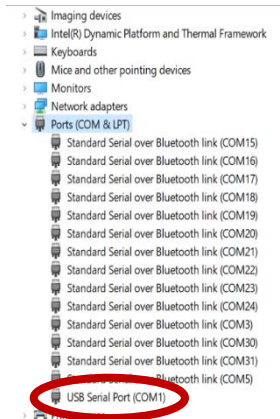 Imaging devices
Intel(R) Dynamic Platform and Thermal Framework
Keyboards
Mice and other pointing devices
Monitors
Network adapters
Ports (COM & LPT)
Standard Serial over Bluetooth link (COM15)
Standard Serial over Bluetooth link (COM16)
Standard Serial over Bluetooth link (COM17)
Standard Serial over Bluetooth link (COM18)
Standard Serial over Bluetooth link (COM19)
Standard Serial over Bluetooth link (COM20)
Standard Serial over Bluetooth link (COM21)
Standard Serial over Bluetooth link (COM22)
Standard Serial over Bluetooth link (COM23)
Standard Serial over Bluetooth link (COM24)
Standard Serial over Bluetooth link (COM3)
Standard Serial over Bluetooth link (COM30)
Standard Serial over Bluetooth link (COM31)
Bluetooth link (COM5)
USB Serial Port (COM1)